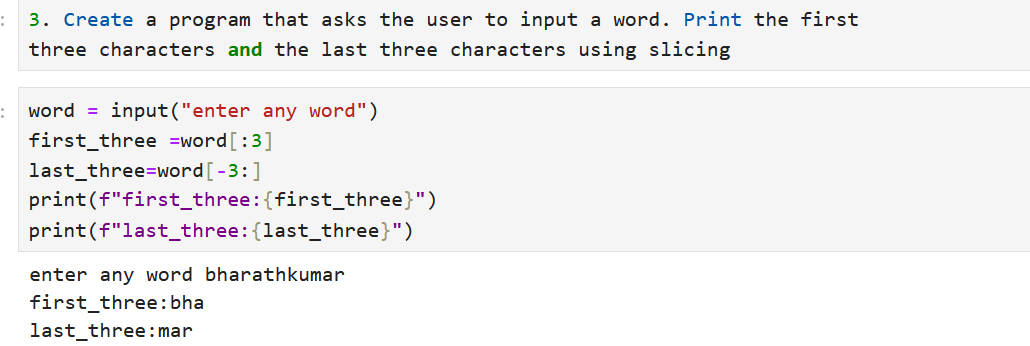 3. Create a program that asks the user to input a word. Print the first
three characters and the last three characters using slicing
word = input("enter any word")
first_three =word[:3]
last_three=word[-3:]
print(f"first_three:{first_three}")
print(f"last_three:{last_three}")
enter any word bharathkumar
first_three:bha
last_three:mar